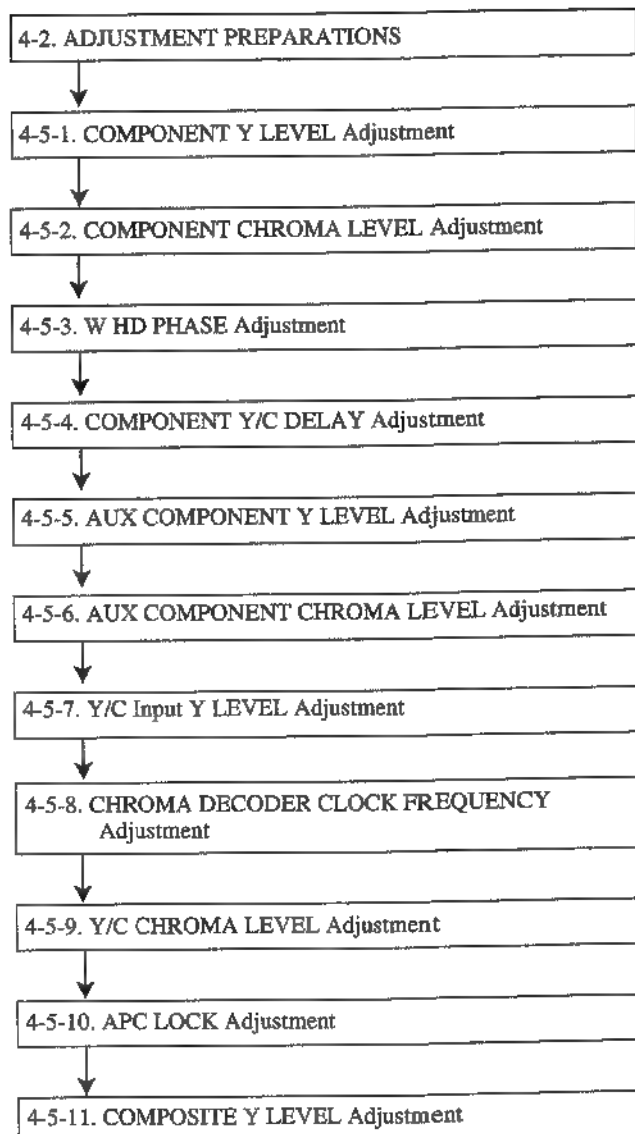 4-2. ADJUSTMENT PREPARATIONS
4-5-1. COMPONENT Y LEVEL Adjustment
4-5-2. COMPONENT CHROMA LEVEL Adjustment
4-5-3. W HD PHASE Adjustment
4-5-4. COMPONENT Y/C DELAY Adjustment
4-5-5. AUX COMPONENT Y LEVEL Adjustment
4-5-6. AUX COMPONENT CHROMA LEVEL Adjustment
4-5-7. Y/C Input Y LEVEL Adjustment
4-5-8. CHROMA DECODER CLOCK FREQUENCY
Adjustment
4-5-9. Y/C CHROMA LEVEL Adjustment
4-5-10. APC LOCK Adjustment
4-5-11. COMPOSITE Y LEVEL Adjustment